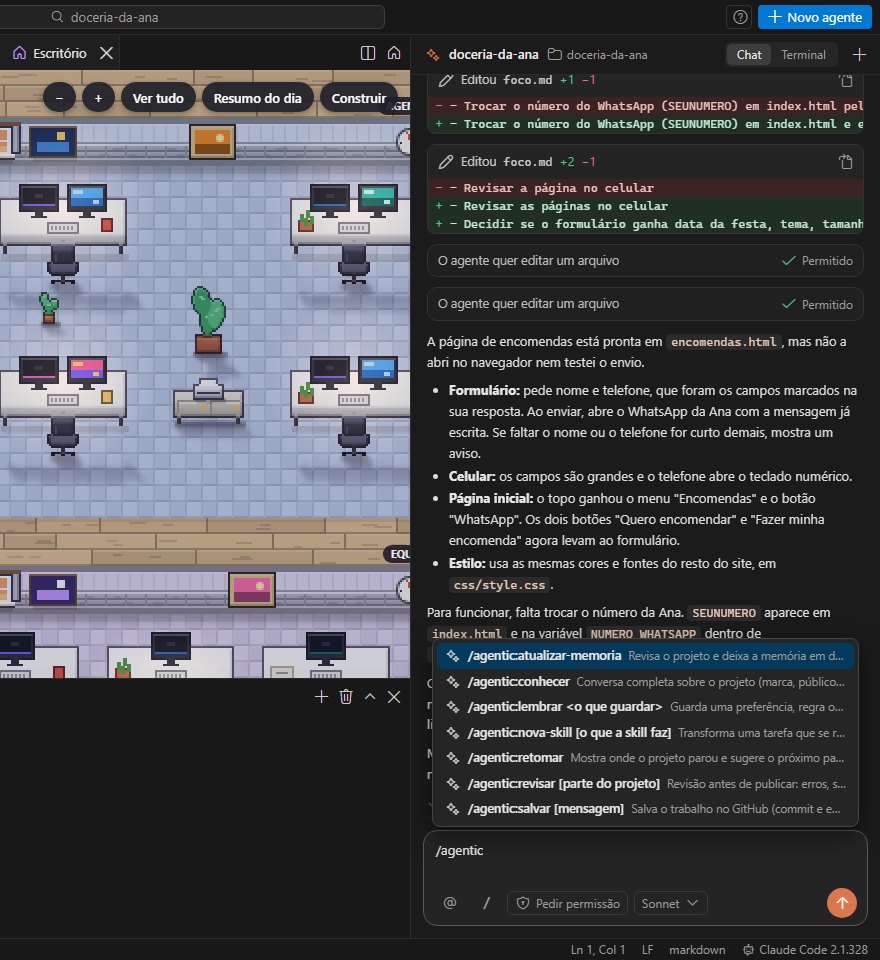 doceria-da-ana
Novo agente
Escritório
doceria-da-ana
doceria-da-ana
Chat
Terminal
Ver tudo
Resumo do dia
Construir
Editou foco.md +1 −1
- – Trocar o número do WhatsApp (SEUNUMERO) em index.html pel
+ – Trocar o número do WhatsApp (SEUNUMERO) em index.html e e
Editou foco.md +2 −1
- – Revisar a página no celular
+ – Revisar as páginas no celular
+ – Decidir se o formulário ganha data da festa, tema, tamanh
O agente quer editar um arquivo
Permitido
O agente quer editar um arquivo
Permitido
A página de encomendas está pronta em encomendas.html, mas não a
abri no navegador nem testei o envio.
• Formulário: pede nome e telefone, que foram os campos marcados na
sua resposta. Ao enviar, abre o WhatsApp da Ana com a mensagem já
escrita. Se faltar o nome ou o telefone for curto demais, mostra um
aviso.
• Celular: os campos são grandes e o telefone abre o teclado numérico.
• Página inicial: o topo ganhou o menu "Encomendas" e o botão
"WhatsApp". Os dois botões "Quero encomendar" e "Fazer minha
encomenda" agora levam ao formulário.
• Estilo: usa as mesmas cores e fontes do resto do site, em
css/style.css.
Para funcionar, falta trocar o número da Ana. SEUNUMERO aparece em
index.html e na variável NUMERO_WHATSAPP dentro de
EQU
/agentic:atualizar-memoria Revisa o projeto e deixa a memória em d...
/agentic:conhecer Conversa completa sobre o projeto (marca, público...
/agentic:lembrar <o que guardar> Guarda uma preferência, regra o...
/agentic:nova-skill [o que a skill faz] Transforma uma tarefa que se r...
/agentic:retomar Mostra onde o projeto parou e sugere o próximo pa...
/agentic:revisar [parte do projeto] Revisão antes de publicar: erros, s...
/agentic:salvar [mensagem] Salva o trabalho no GitHub (commit e e...
/agentic
@ / Pedir permissão Sonnet
Ln 1, Col 1 LF markdown Claude Code 2.1.328